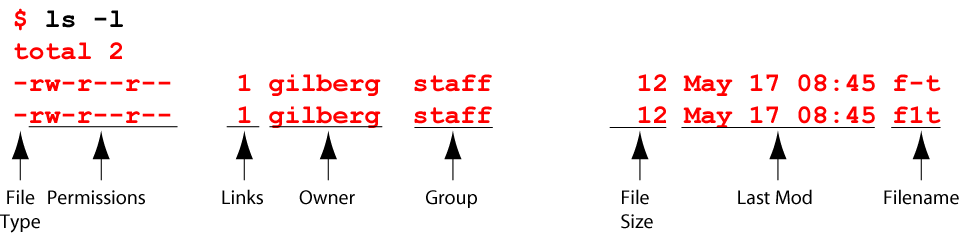 $ ls -l
total 2
-rw-r--r-- 1 gilberg staff 12 May 17 08:45 f-t
-rw-r--r-- 1 gilberg staff 12 May 17 08:45 f1t
File Permissions Links Owner Group File Last Mod Filename
Type Size